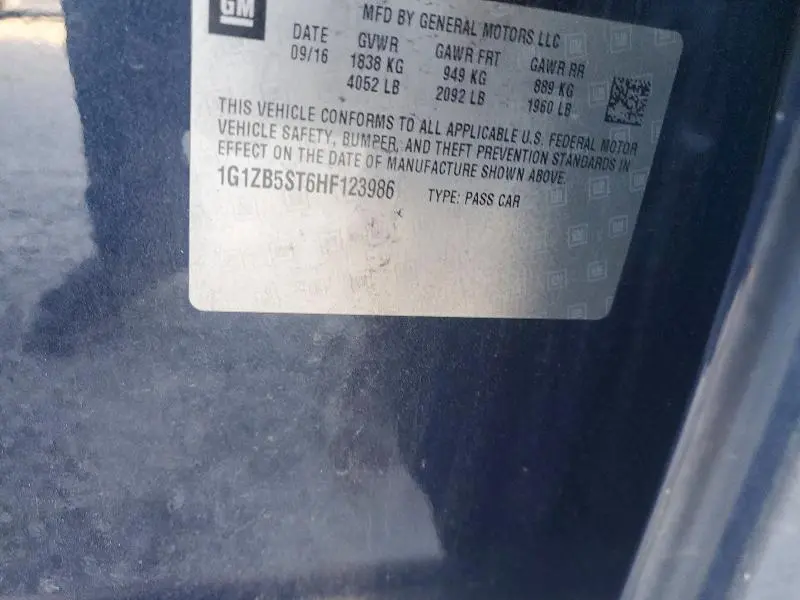 GM
MFD BY GENERAL MOTORS LLC
DATE GVWR GAWR FRT GAWR RR
09/16 1838 KG 949 KG 889 KG
4052 LB 2092 LB 1960 LB
THIS VEHICLE CONFORMS TO ALL APPLICABLE U.S. FEDERAL MOTOR
VEHICLE SAFETY, BUMPER, AND THEFT PREVENTION STANDARDS IN
EFFECT ON THE DATE OF MANUFACTURE SHOWN ABOVE.
1G1ZB5ST6HF123986 TYPE: PASS CAR